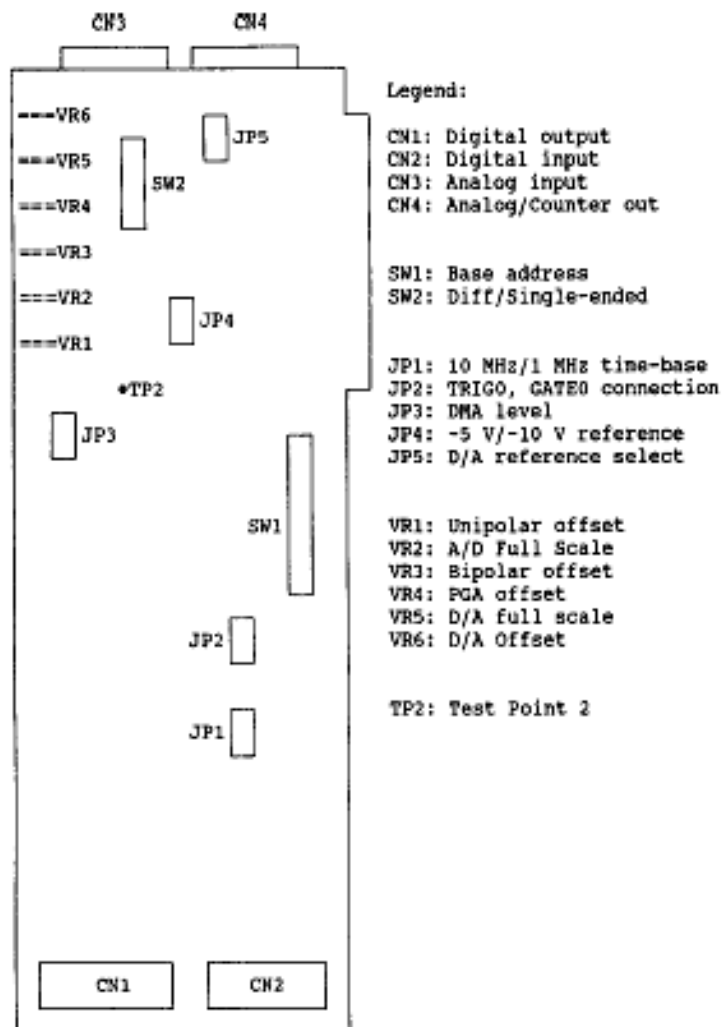 CN3 CN4
===VR6
JP5
===VR5
SW2
===VR4
===VR3
===VR2
JP4
===VR1
•TP2
JP3
SW1
JP2
JP1
CN1 CN2
Legend:
CN1: Digital output
CN2: Digital input
CN3: Analog input
CN4: Analog/Counter out
SW1: Base address
SW2: Diff/Single-ended
JP1: 10 MHz/1 MHz time-base
JP2: TRIG0, GATE0 connection
JP3: DMA level
JP4: -5 V/-10 V reference
JP5: D/A reference select
VR1: Unipolar offset
VR2: A/D Full Scale
VR3: Bipolar offset
VR4: PGA offset
VR5: D/A full scale
VR6: D/A Offset
TP2: Test Point 2